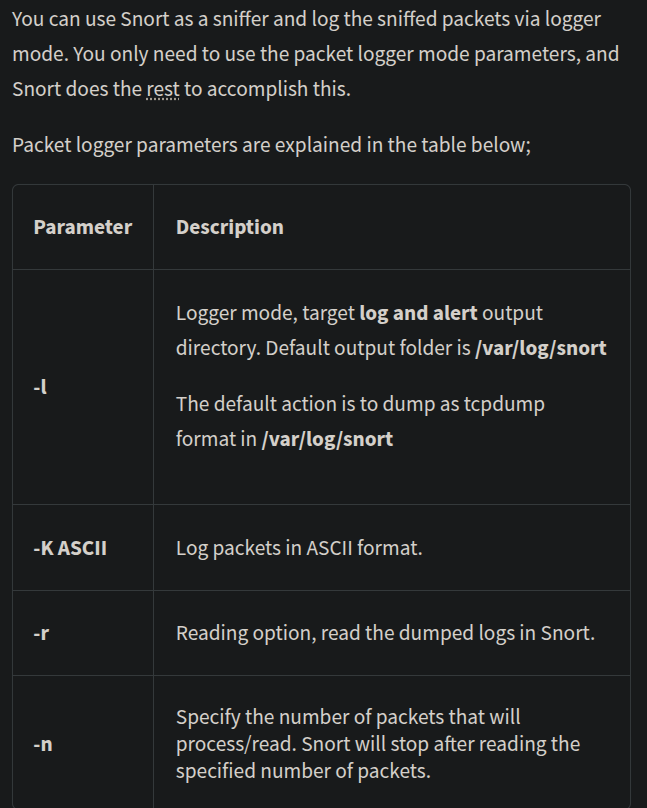 You can use Snort as a sniffer and log the sniffed packets via logger
mode. You only need to use the packet logger mode parameters, and
Snort does the rest to accomplish this.
Packet logger parameters are explained in the table below;
Parameter Description
-l
Logger mode, target log and alert output
directory. Default output folder is /var/log/snort
The default action is to dump as tcpdump
format in /var/log/snort
-K ASCII Log packets in ASCII format.
-r Reading option, read the dumped logs in Snort.
-n
Specify the number of packets that will
process/read. Snort will stop after reading the
specified number of packets.